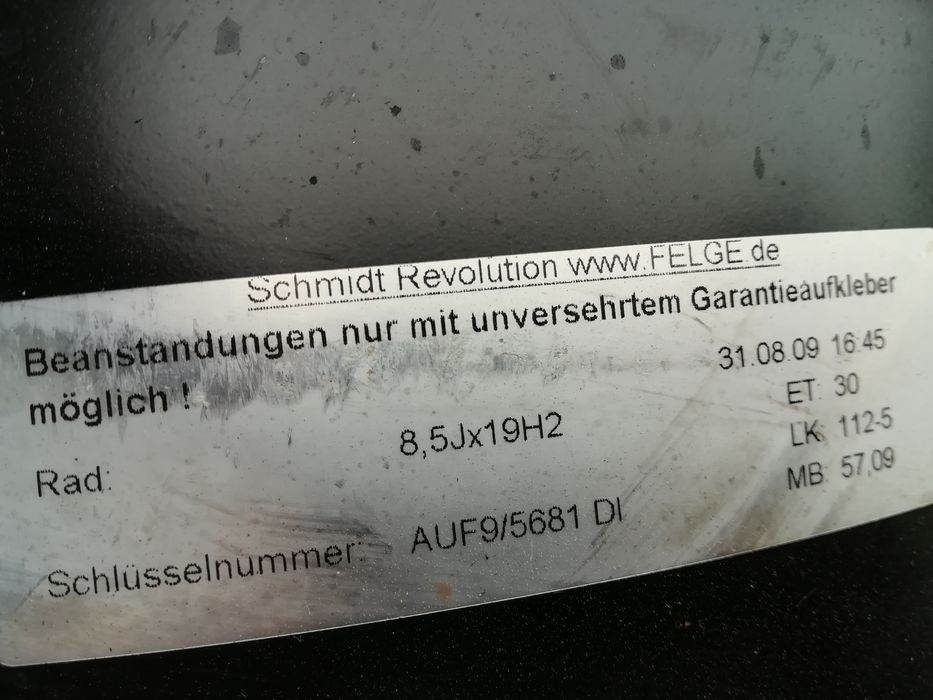 Schmidt Revolution www.FELGE.de
Beanstandungen nur mit unversehrtem Garantieaufkleber
möglich !
31.08.09 16:45
ET: 30
Rad: 8,5Jx19H2 LK: 112-5
MB: 57,09
Schlüsselnummer: AUF9/5681 DI